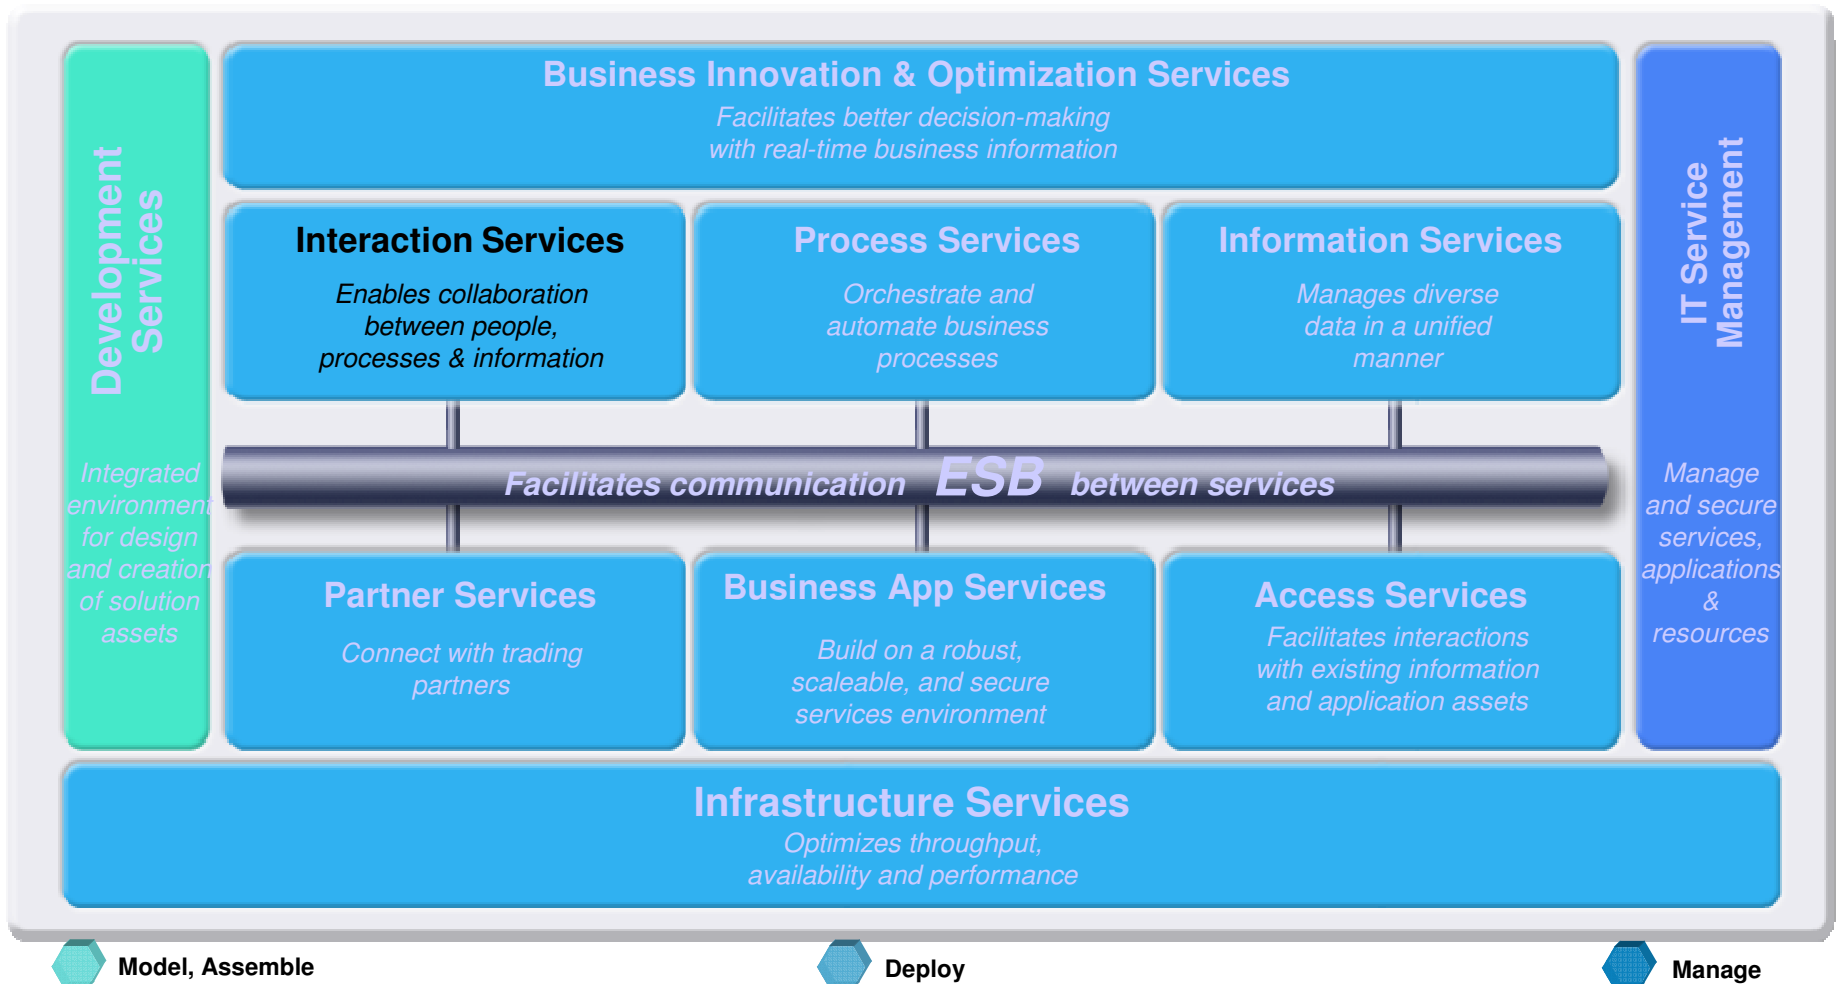 Business Innovation & Optimization Services
Facilitates better decision-making
with real-time business information
Development
Services
Integrated
environment
for design
and creation
of solution
assets
Interaction Services
Enables collaboration
between people,
processes & information
Process Services
Orchestrate and
automate business
processes
Information Services
Manages diverse
data in a unified
manner
IT Service
Management
Manage
and secure
services,
applications
&
resources
Facilitates communication ESB between services
Partner Services
Connect with trading
partners
Business App Services
Build on a robust,
scaleable, and secure
services environment
Access Services
Facilitates interactions
with existing information
and application assets
Infrastructure Services
Optimizes throughput,
availability and performance
Model, Assemble
Deploy
Manage